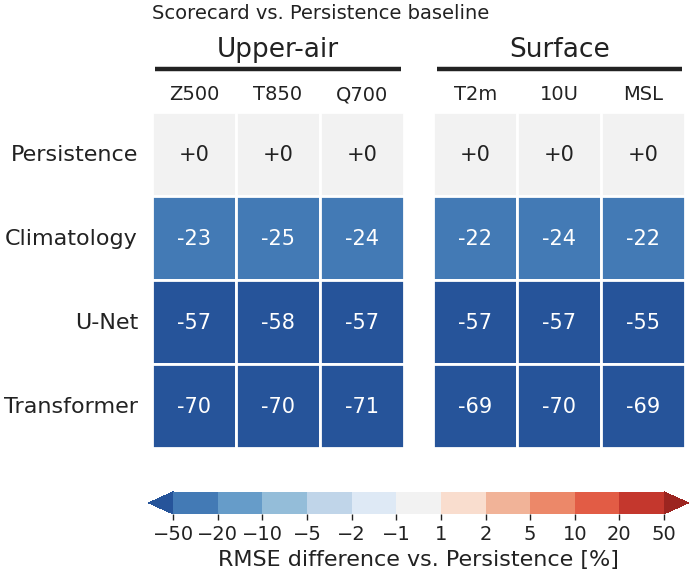 Scorecard vs. Persistence baseline
Upper-air Surface
Z500 T850 Q700 T2m 10U MSL
Persistence +0 +0 +0 +0 +0 +0
Climatology -23 -25 -24 -22 -24 -22
U-Net -57 -58 -57 -57 -57 -55
Transformer -70 -70 -71 -69 -70 -69
−50 −20 −10 −5 −2 −1 1 2 5 10 20 50
RMSE difference vs. Persistence [%]